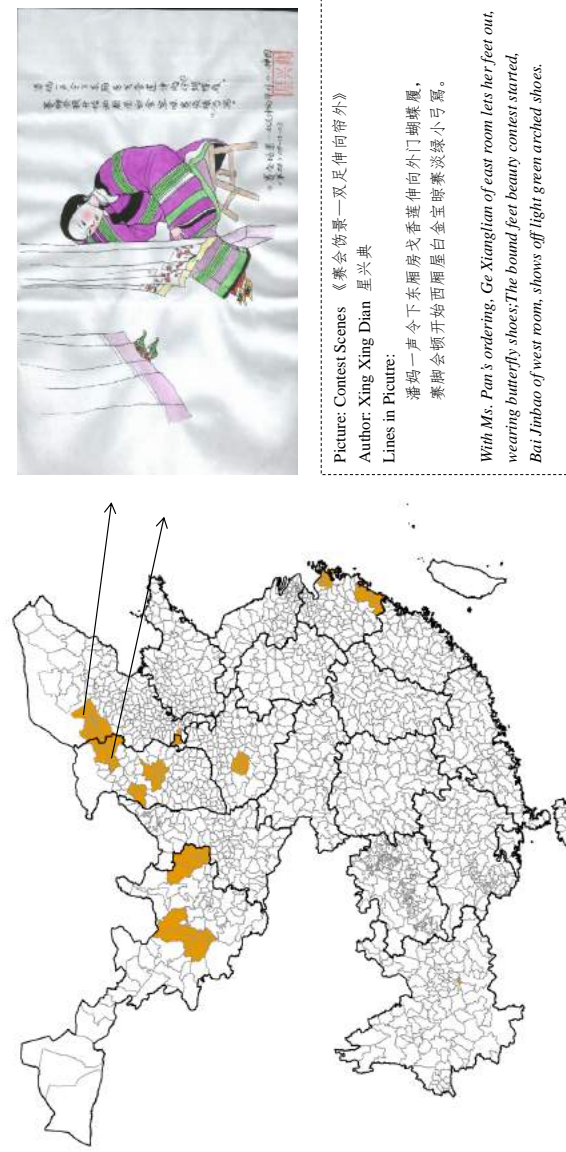 Picture: Contest Scenes 《赛会伤景—双足伸向帘外》
Author: Xing Xing Dian 星兴典
Lines in Picutre:
潘妈一声令下东厢房戈香莲伸向外门蝴蝶履，
赛脚会顿开始西厢屋白金宝晾赛淡绿小弓。
With Ms. Pan's ordering, Ge Xianglian of east room lets her feet out,
wearing butterfly shoes;The bound feet beauty contest started,
Bai Jinbao of west room, shows off light green arched shoes.